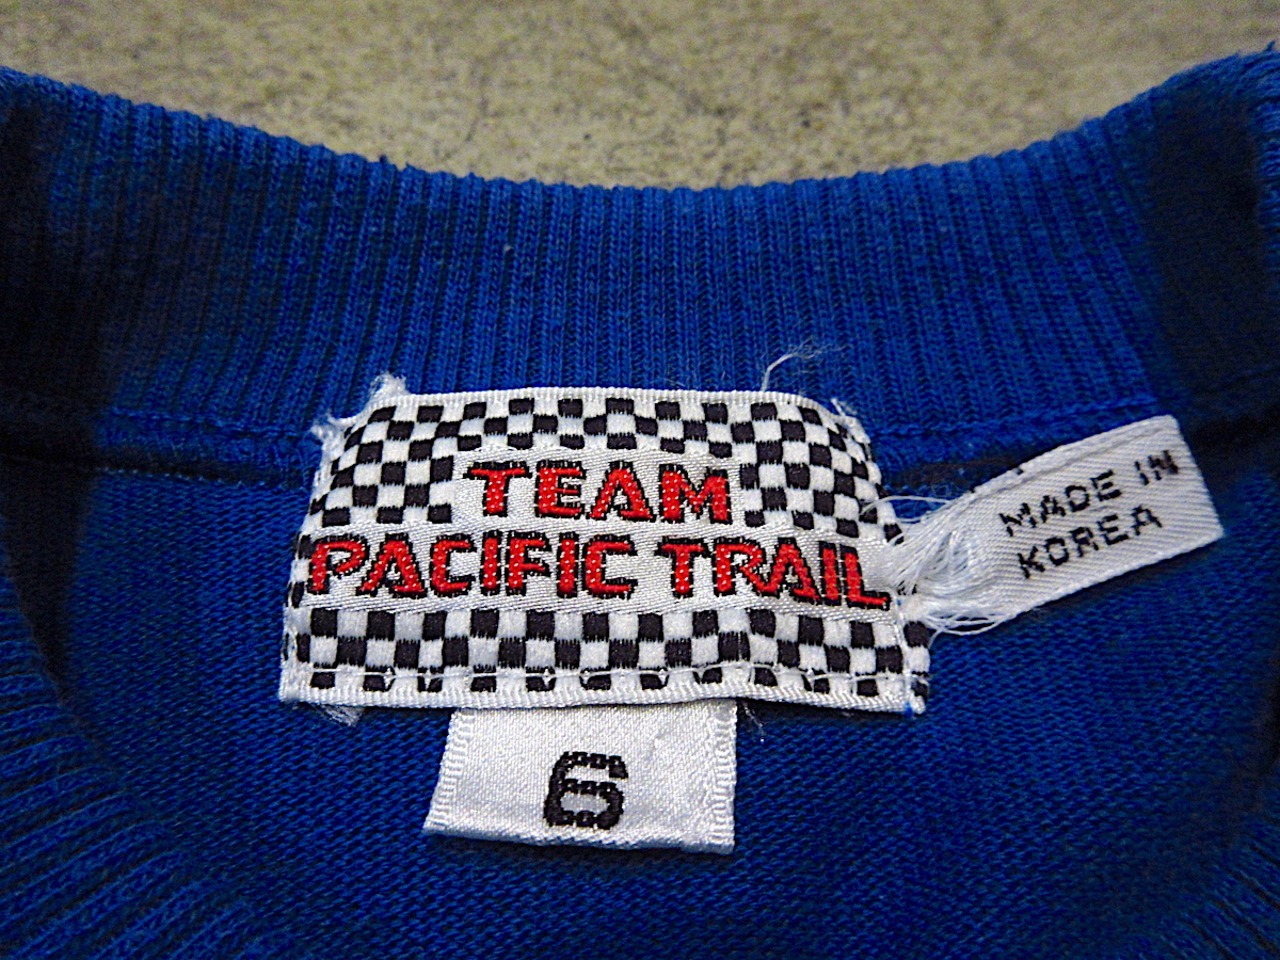 TEAM
PACIFIC TRAIL
MADE IN
KOREA
6